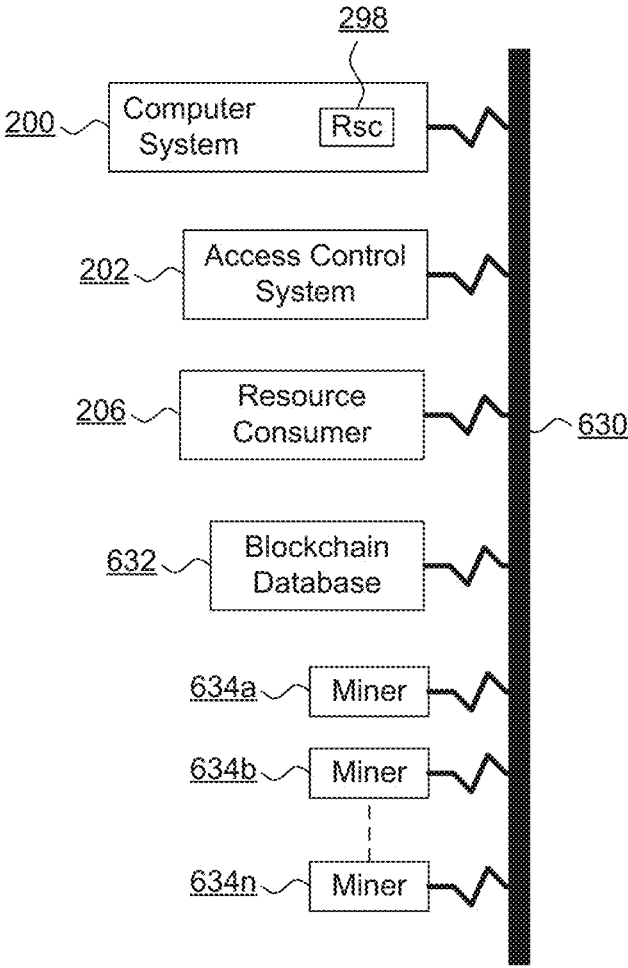 298
200
Computer
System
Rsc
202
Access Control
System
206
Resource
Consumer
630
632
Blockchain
Database
634a
Miner
634b
Miner
634n
Miner